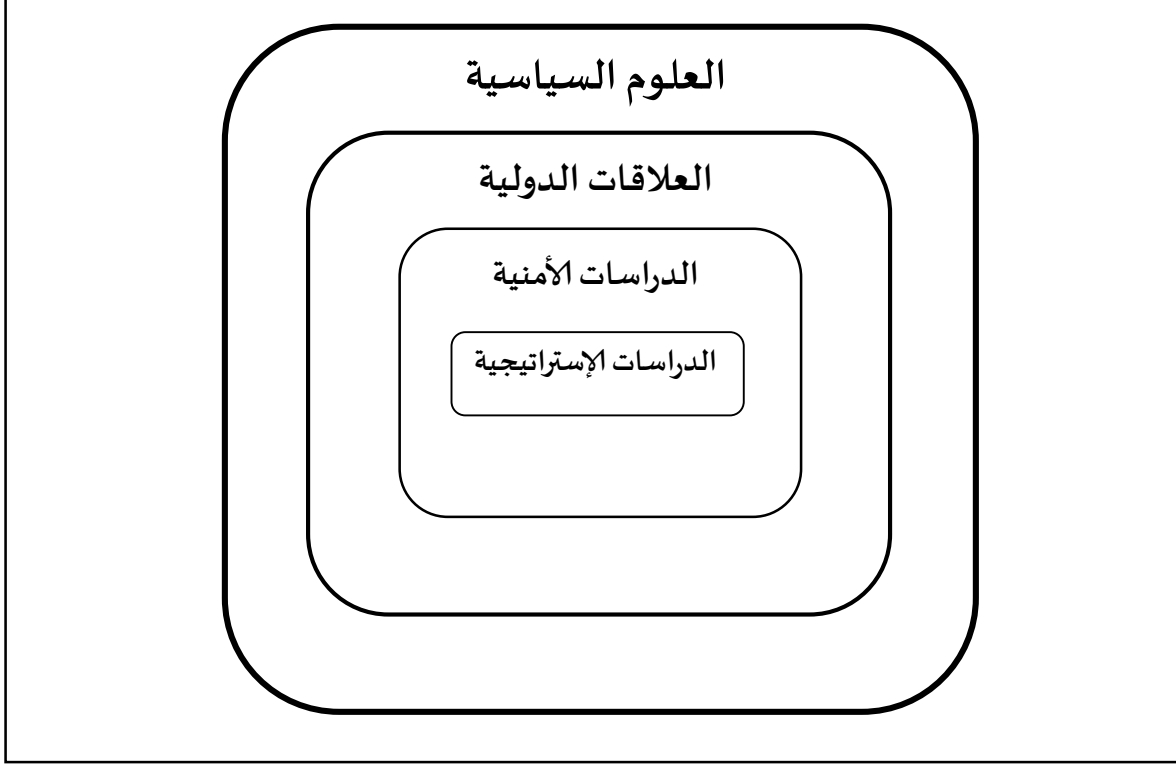 العلوم السياسية
العلاقات الدولية
الدراسات الأمنية
الدراسات الإستراتيجية